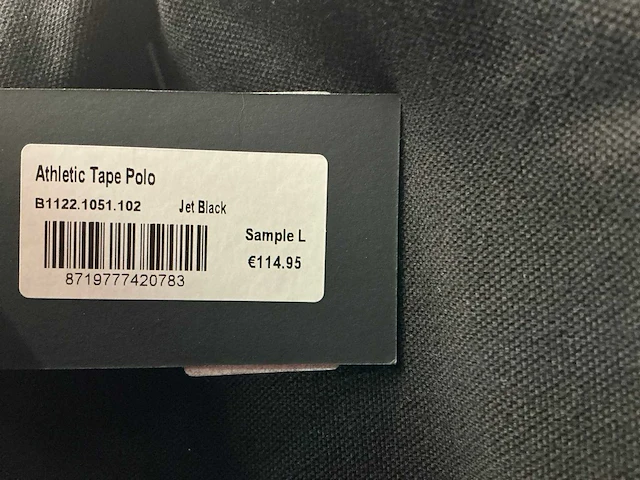 Athletic Tape Polo
B1122.1051.102 Jet Black
Sample L
€114.95
8719777420783